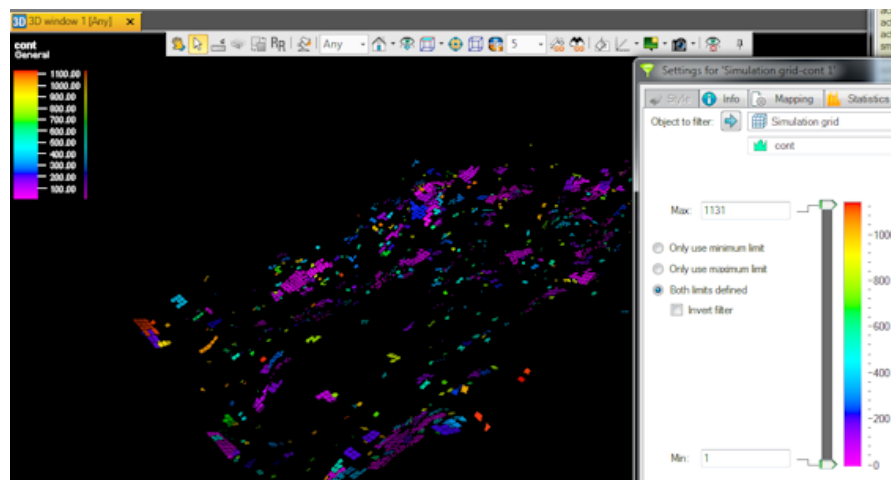 3D 3D window 1 [Any] ×
Any 5
cont
General
1100.00
1000.00
900.00
800.00
700.00
600.00
500.00
400.00
300.00
200.00
100.00
Settings for 'Simulation grid-cont 1'
Style Info Mapping Statistics
Object to filter: Simulation grid
cont
Max: 1131
Only use minimum limit
Only use maximum limit
Both limits defined
Invert filter
Min: 1
1000
800
600
400
200
0